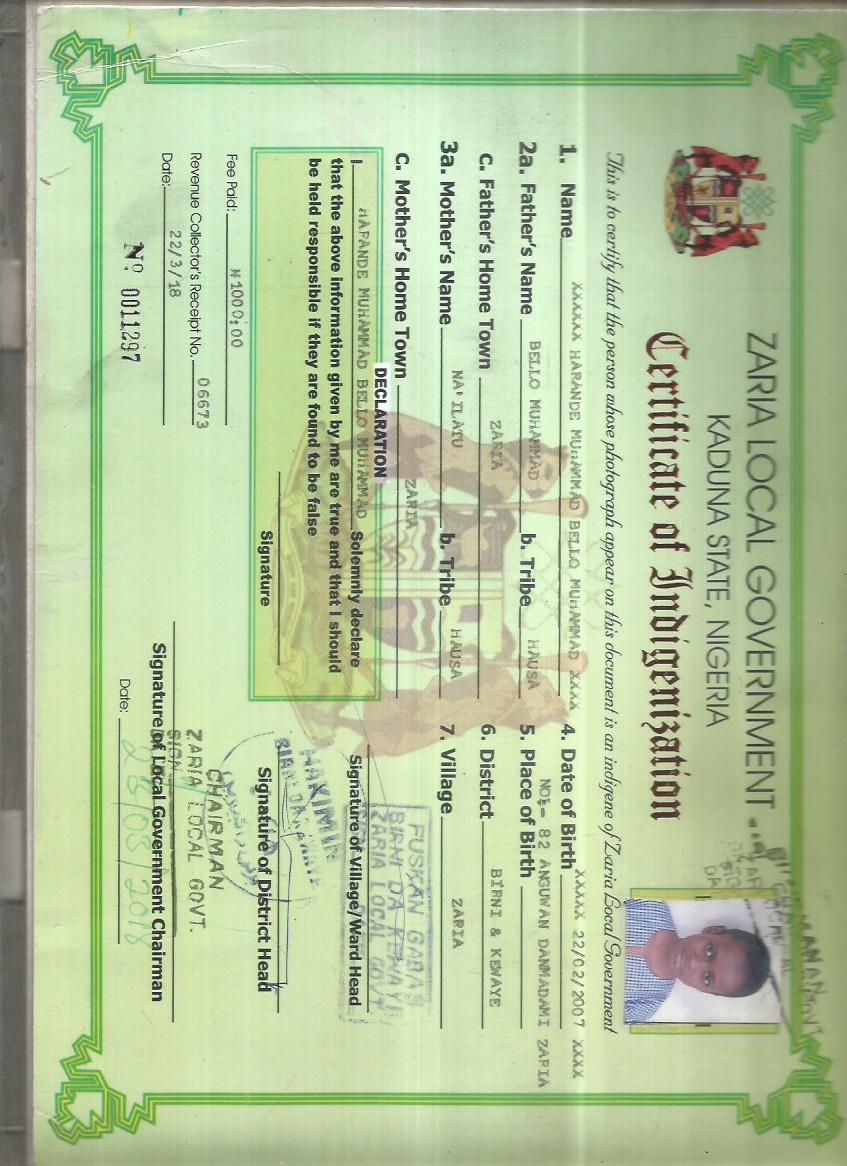 ZARIA LOCAL GOVERNMENT
KADUNA STATE, NIGERIA
Certificate of Indigenization
This is to certify that the person whose photograph appear on this document is an indigene of Zaria Local Government
1. Name XXXXXX HARANDE MUHAMMAD BELLO MUHAMMAD XXXX
4. Date of Birth XXXXX 22/02/2007 XXXX
2a. Father's Name BELLO MUHAMMAD b. Tribe HAUSA
5. Place of Birth NO:- 82 ANGUWAN DANMADAMI ZARIA
C. Father's Home Town ZARIA
6. District BIRNI & KEWAYE
3a. Mother's Name NA'ILATU b. Tribe HAUSA
7. Village ZARIA
C. Mother's Home Town ZARIA
DECLARATION
I HARANDE MUHAMMAD BELLO MUHAMMAD Solemnly declare
that the above information given by me are true and that I should
be held responsible if they are found to be false
Signature
FUSKAN GABAS
BIRNI DA KEWAYE
ZARIA LOCAL GOVT
Signature of Village/Ward Head
HAKIMIN
Signature of District Head
Fee Paid: ₦1000:00
Revenue Collector's Receipt No. 06673
Date: 22/3/18
Nº 0011297
CHAIRMAN
ZARIA LOCAL GOVT.
Signature of Local Government Chairman
Date: 28/03/2018